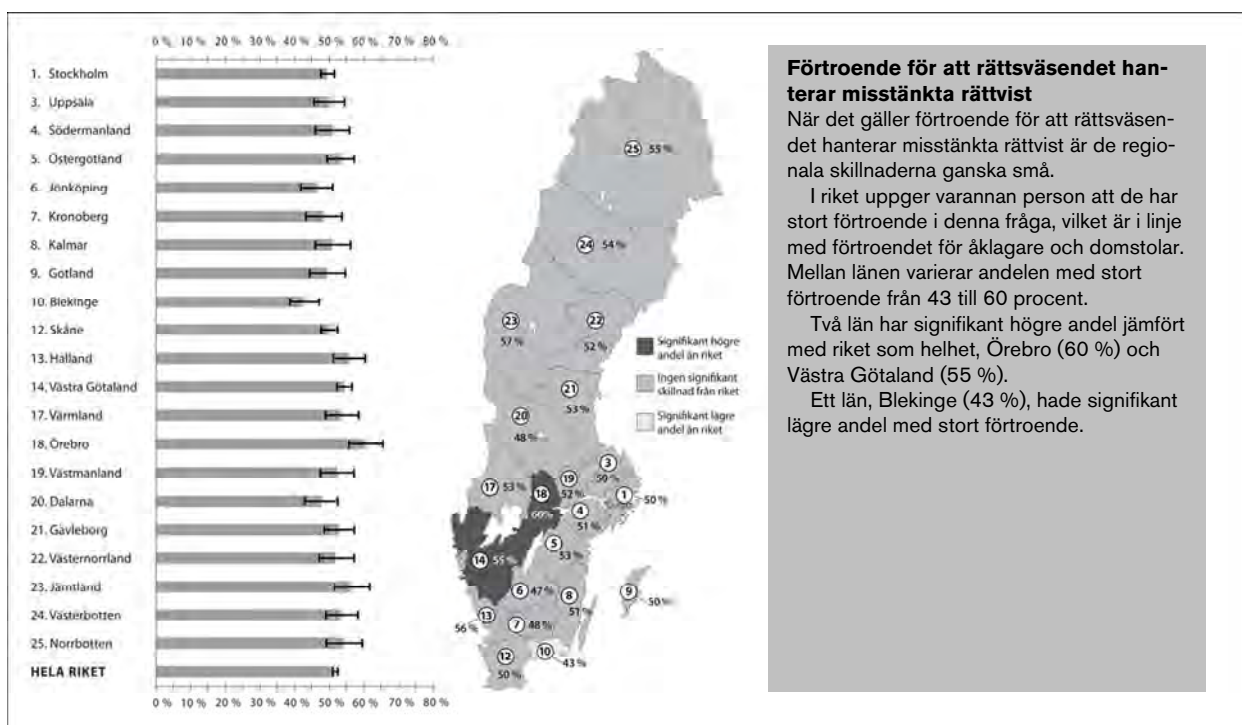 0 % 10 % 20 % 30 % 40 % 50 % 60 % 70 % 80 %
1. Stockholm
3. Uppsala
4. Södermanland
5. Östergötland
6. Jönköping
7. Kronoberg
8. Kalmar
9. Gotland
10. Blekinge
12. Skåne
13. Halland
14. Västra Götaland
17. Värmland
18. Örebro
19. Västmanland
20. Dalarna
21. Gävleborg
22. Västernorrland
23. Jämtland
24. Västerbotten
25. Norrbotten
HELA RIKET
0 % 10 % 20 % 30 % 40 % 50 % 60 % 70 % 80 %
25 55 %
24 54 %
23 57 %
22 52 %
21 53 %
20 48 %
3 50 %
19 52 %
17 53 %
18 60%
1 50 %
4 51 %
5 53 %
14 55 %
6 47 %
8 51 %
9 50 %
13 56 %
7 48 %
10 43 %
12 50 %
Signifikant högre
andel än riket
Ingen signifikant
skillnad från riket
Signifikant lägre
andel än riket
Förtroende för att rättsväsendet han-
terar misstänkta rättvist
När det gäller förtroende för att rättsväsen-
det hanterar misstänkta rättvist är de regio-
nala skillnaderna ganska små.
I riket uppger varannan person att de har
stort förtroende i denna fråga, vilket är i linje
med förtroendet för åklagare och domstolar.
Mellan länen varierar andelen med stort
förtroende från 43 till 60 procent.
Två län har signifikant högre andel jämfört
med riket som helhet, Örebro (60 %) och
Västra Götaland (55 %).
Ett län, Blekinge (43 %), hade signifikant
lägre andel med stort förtroende.